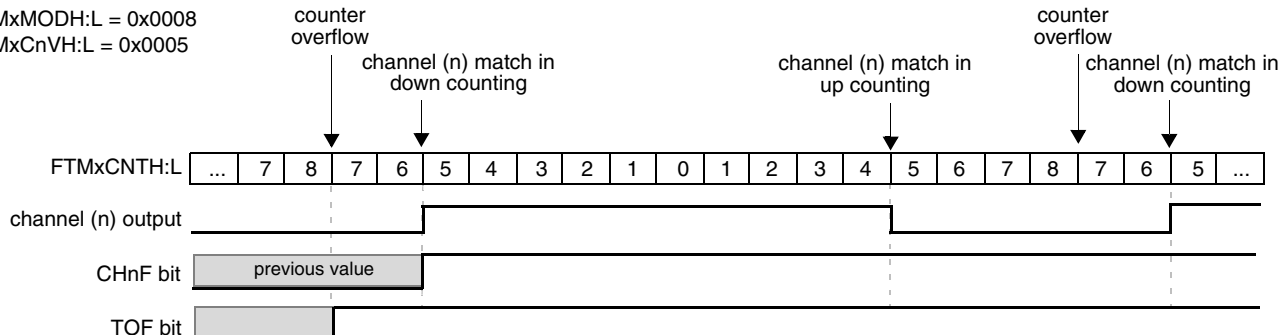 MxMODH:L = 0x0008
MxCnVH:L = 0x0005
counter
overflow
channel (n) match in
down counting
channel (n) match in
up counting
counter
overflow
channel (n) match in
down counting
FTMxCNTH:L ... 7 8 7 6 5 4 3 2 1 0 1 2 3 4 5 6 7 8 7 6 5 ...
channel (n) output
CHnF bit previous value
TOF bit